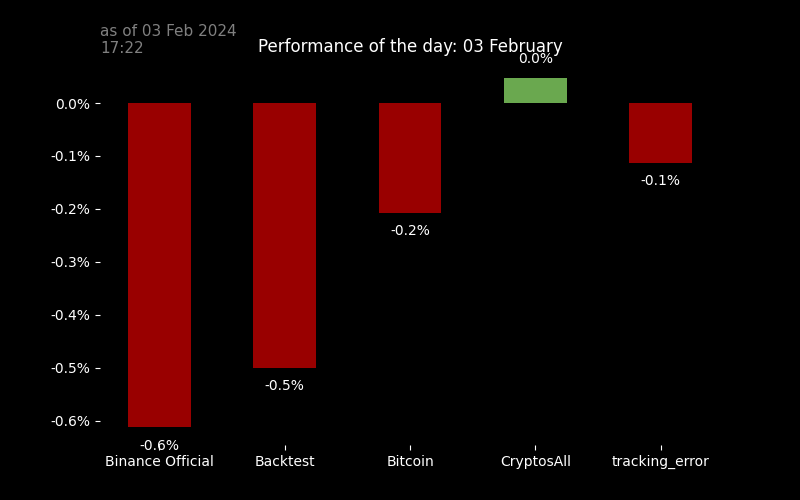 as of 03 Feb 2024
17:22
Performance of the day: 03 February
0.0%
0.0%
-0.1%
-0.1%
-0.2%
-0.2%
-0.3%
-0.4%
-0.5%
-0.5%
-0.6%
-0.6%
Binance Official
Backtest
Bitcoin
CryptosAll
tracking_error